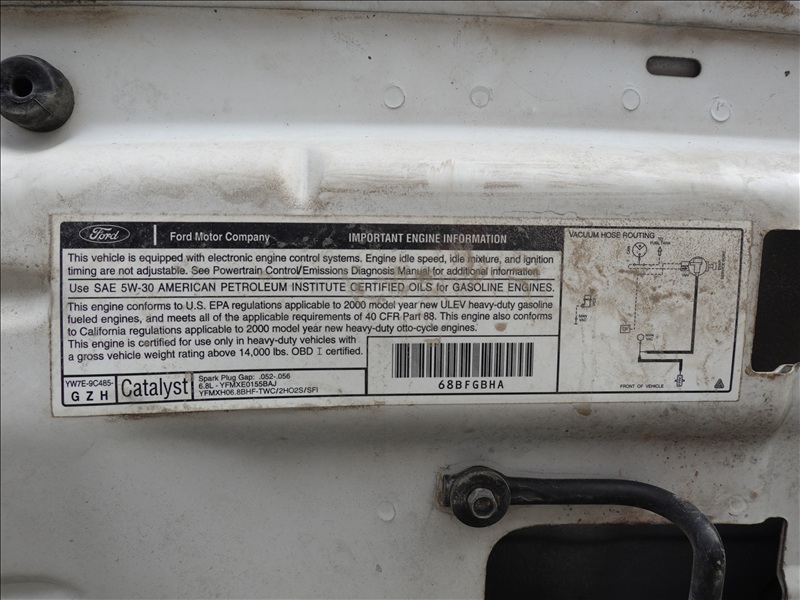 Ford
Ford Motor Company
IMPORTANT ENGINE INFORMATION
This vehicle is equipped with electronic engine control systems. Engine idle speed, idle mixture, and ignition
timing are not adjustable. See Powertrain Control/Emissions Diagnosis Manual for additional information.
Use SAE 5W-30 AMERICAN PETROLEUM INSTITUTE CERTIFIED OILS for GASOLINE ENGINES.
This engine conforms to U.S. EPA regulations applicable to 2000 model year new ULEV heavy-duty gasoline
fueled engines, and meets all of the applicable requirements of 40 CFR Part 88. This engine also conforms
to California regulations applicable to 2000 model year new heavy-duty otto-cycle engines.
This engine is certified for use only in heavy-duty vehicles with
a gross vehicle weight rating above 14,000 lbs. OBD I certified.
YW7E-9C485-
G Z H
Catalyst
Spark Plug Gap: .052-.056
6.8L - YFMXE0155BAJ
YFMXH06.8BHF-TWC/2HO2S/SFI
68BFGBHA
VACUUM HOSE ROUTING
TO
FUEL TANK
FRONT OF VEHICLE